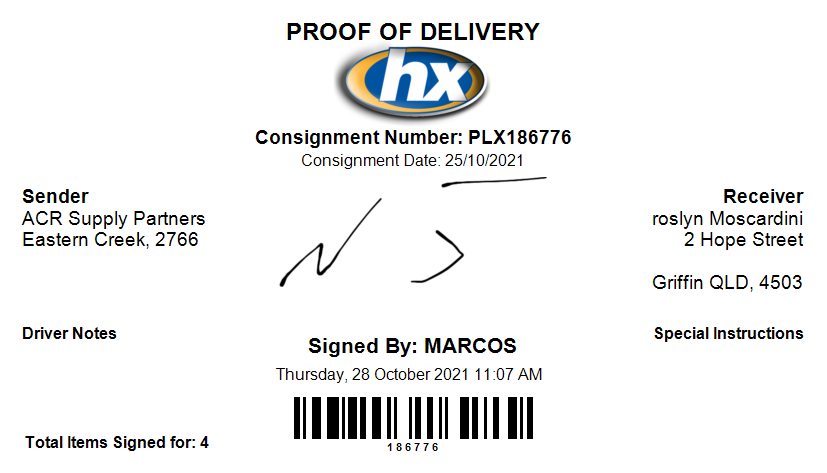 PROOF OF DELIVERY
hx
Consignment Number: PLX186776
Consignment Date: 25/10/2021
Sender
ACR Supply Partners
Eastern Creek, 2766
Receiver
roslyn Moscardini
2 Hope Street
Griffin QLD, 4503
Driver Notes
Special Instructions
Signed By: MARCOS
Thursday, 28 October 2021 11:07 AM
186776
Total Items Signed for: 4